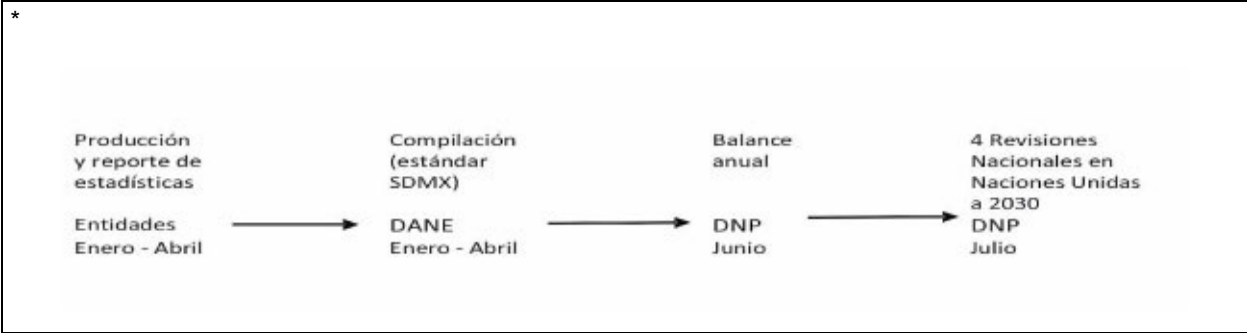 *
Producción
y reporte de
estadísticas
Entidades
Enero - Abril
Compilación
(estándar
SDMX)
DANE
Enero - Abril
Balance
anual
DNP
Junio
4 Revisiones
Nacionales en
Naciones Unidas
a 2030
DNP
Julio